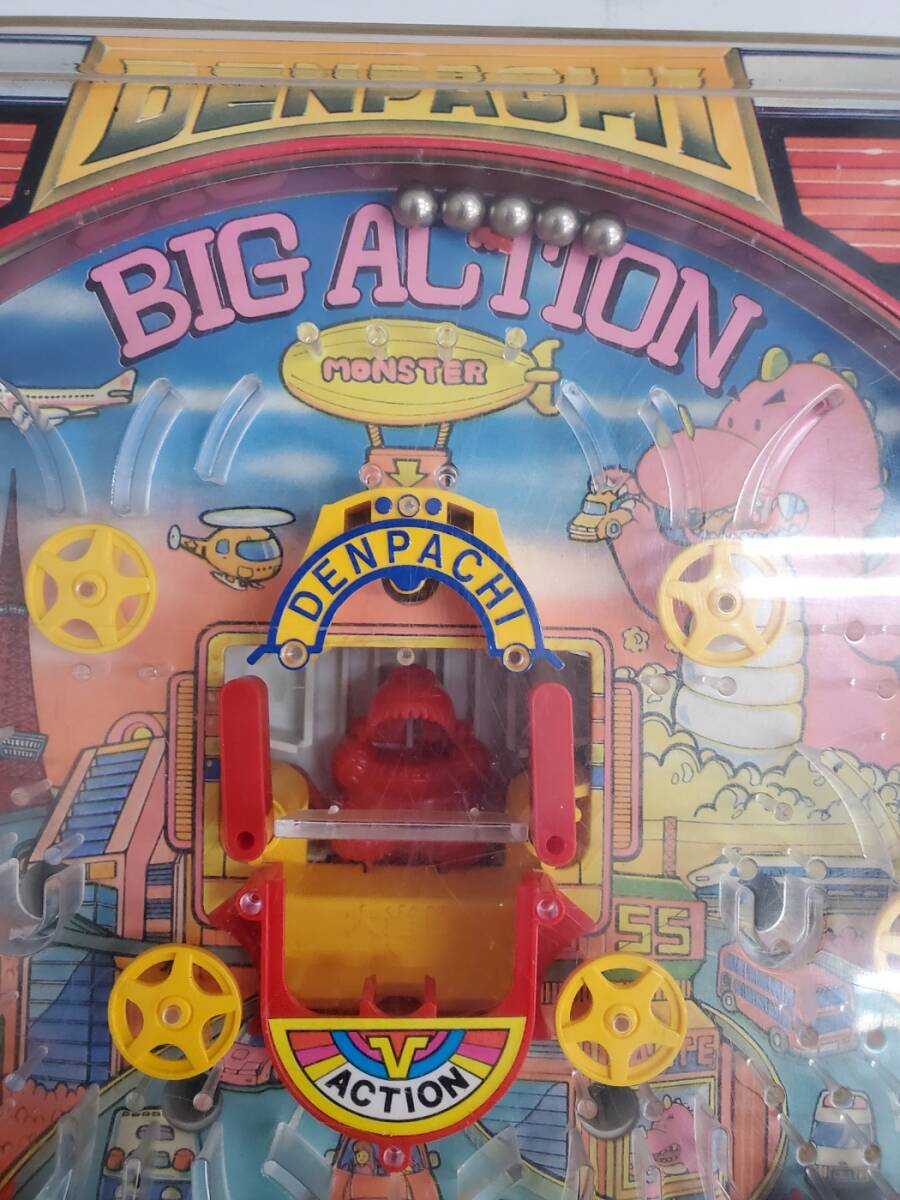 DENPACHI
BIG ACTION
MONSTER
DENPACHI
55
V
ACTION